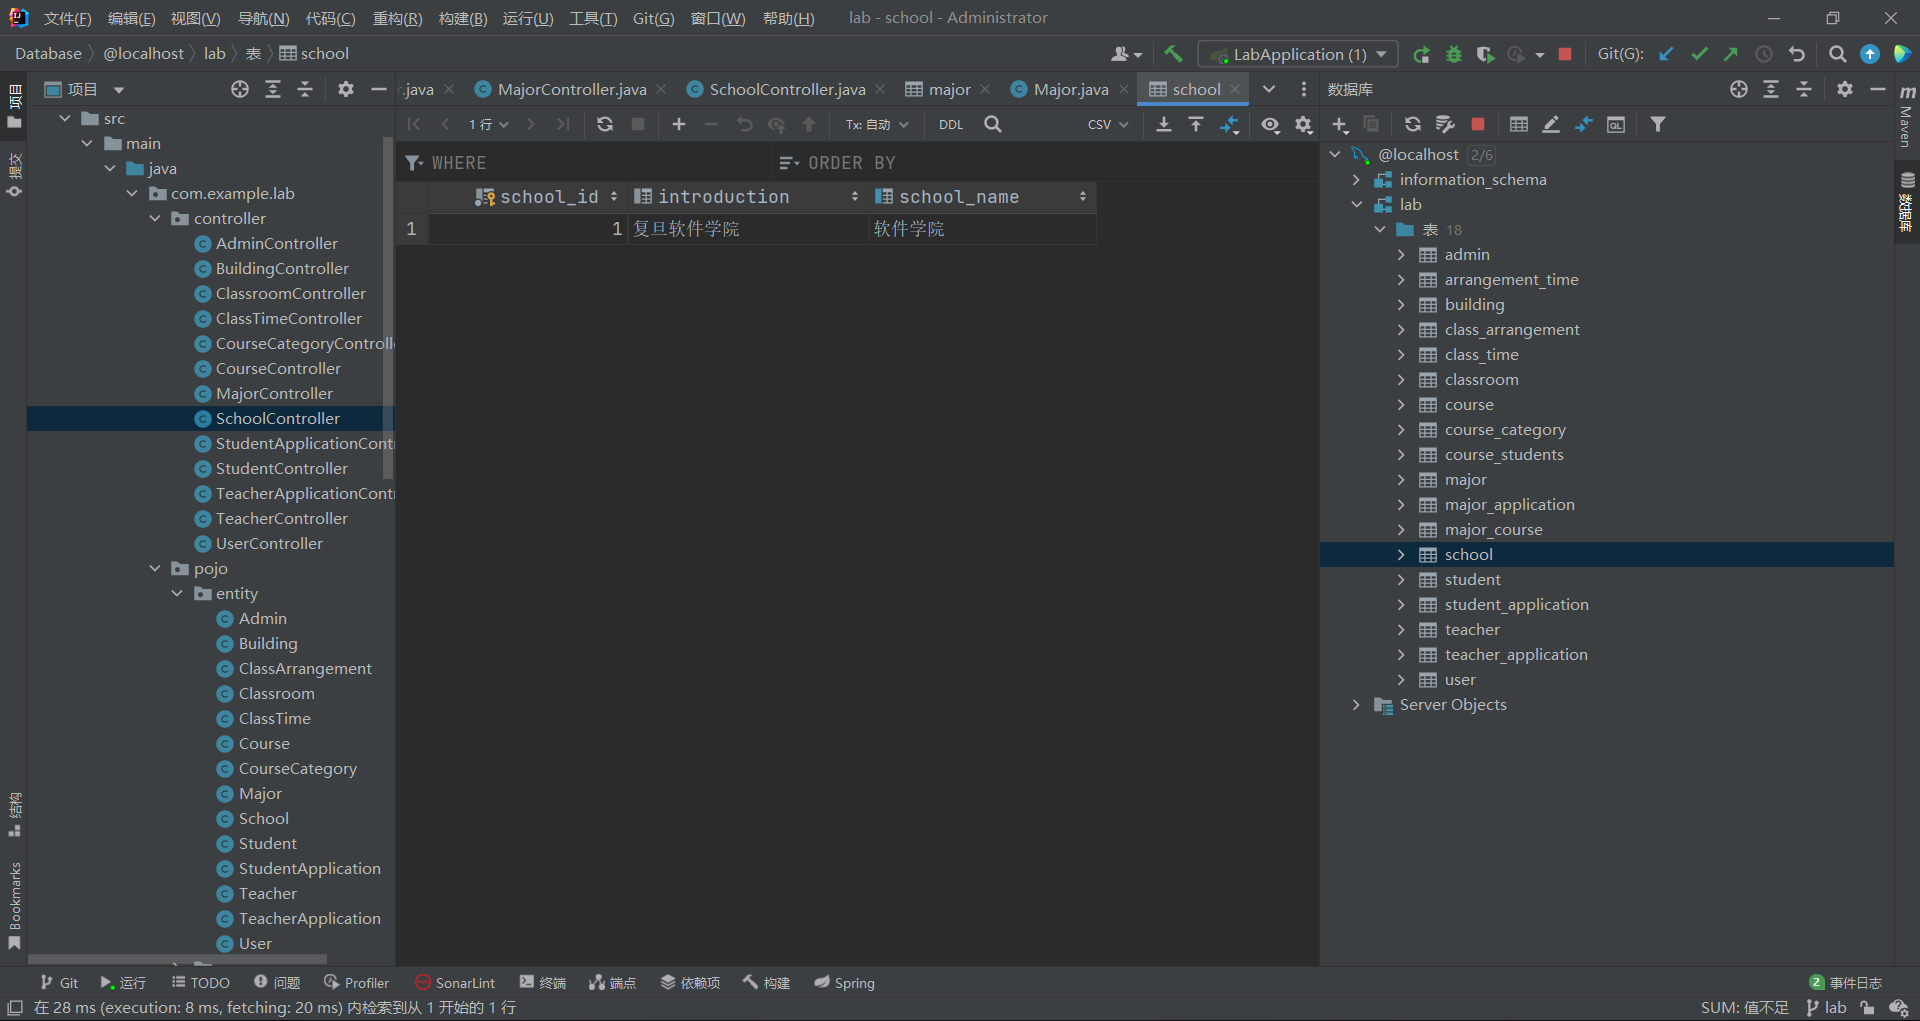 文件(F) 编辑(E) 视图(V) 导航(N) 代码(C) 重构(R) 构建(B) 运行(U) 工具(T) Git(G) 窗口(W) 帮助(H) lab - school - Administrator
Database @localhost lab 表 school LabApplication (1) Git(G):
项目
r.java MajorController.java SchoolController.java major Major.java school
数据库
1 行 Tx: 自动 DDL CSV
WHERE ORDER BY
school_id introduction school_name
1 1 复旦软件学院 软件学院
项目
提交
结构
Bookmarks
src
main
java
com.example.lab
controller
AdminController
BuildingController
ClassroomController
ClassTimeController
CourseCategoryControll
CourseController
MajorController
SchoolController
StudentApplicationCont
StudentController
TeacherApplicationCont
TeacherController
UserController
pojo
entity
Admin
Building
ClassArrangement
Classroom
ClassTime
Course
CourseCategory
Major
School
Student
StudentApplication
Teacher
TeacherApplication
User
@localhost 2/6
information_schema
lab
表 18
admin
arrangement_time
building
class_arrangement
class_time
classroom
course
course_category
course_students
major
major_application
major_course
school
student
student_application
teacher
teacher_application
user
Server Objects
m Maven
数据库
Git 运行 TODO 问题 Profiler SonarLint 终端 端点 依赖项 构建 Spring 2 事件日志
在 28 ms (execution: 8 ms, fetching: 20 ms) 内检索到从 1 开始的 1 行 SUM: 值不足 lab